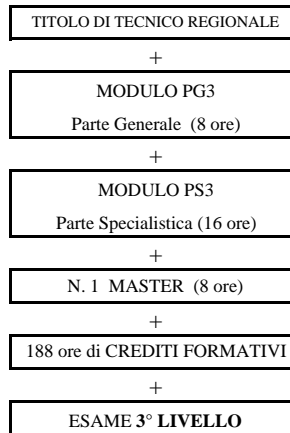 TITOLO DI TECNICO REGIONALE
+
MODULO PG3
Parte Generale (8 ore)
+
MODULO PS3
Parte Specialistica (16 ore)
+
N. 1 MASTER (8 ore)
+
188 ore di CREDITI FORMATIVI
+
ESAME 3° LIVELLO